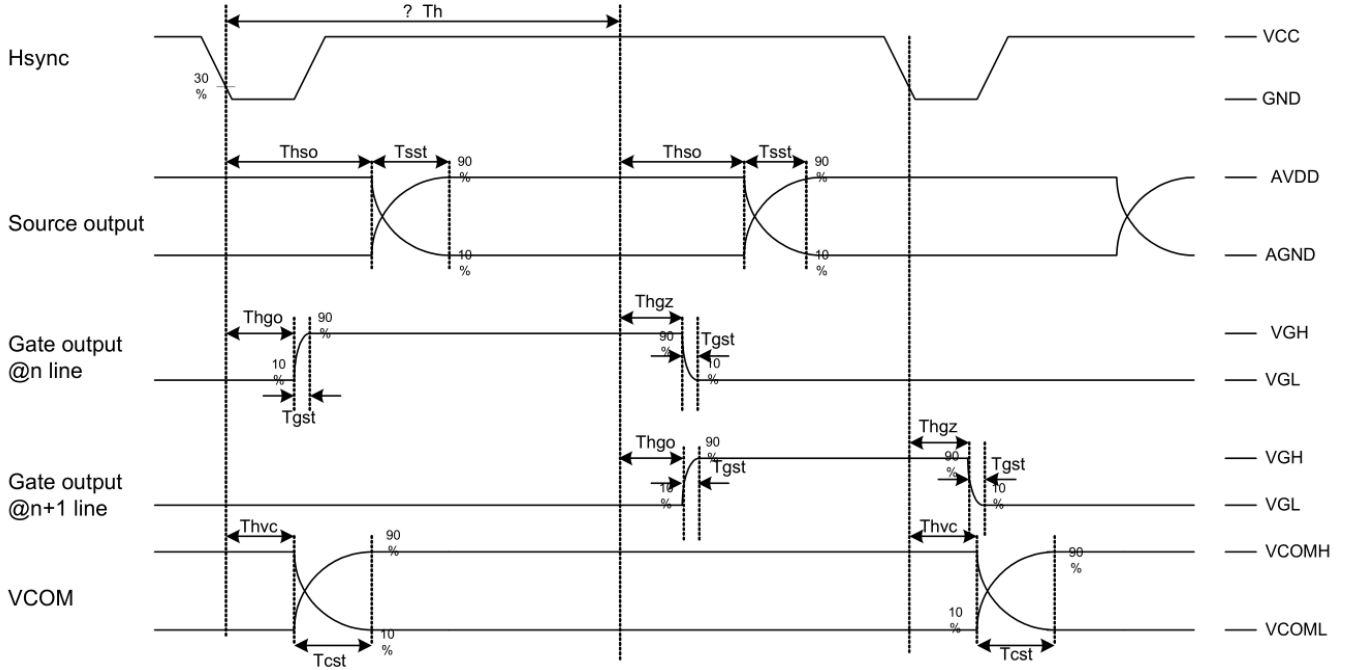 ? Th
Hsync
30
%
VCC
GND
Thso
Tsst
90
%
Thso
Tsst
90
%
AVDD
Source output
10
%
10
%
AGND
Thgo
90
%
Thgz
VGH
Gate output
@n line
10
%
90
%
Tgst
10
%
VGL
Tgst
Thgo
90
%
Thgz
VGH
Gate output
@n+1 line
10
%
Tgst
90
%
Tgst
10
%
VGL
Thvc
90
%
Thvc
90
%
VCOMH
VCOM
10
%
10
%
VCOML
Tcst
Tcst